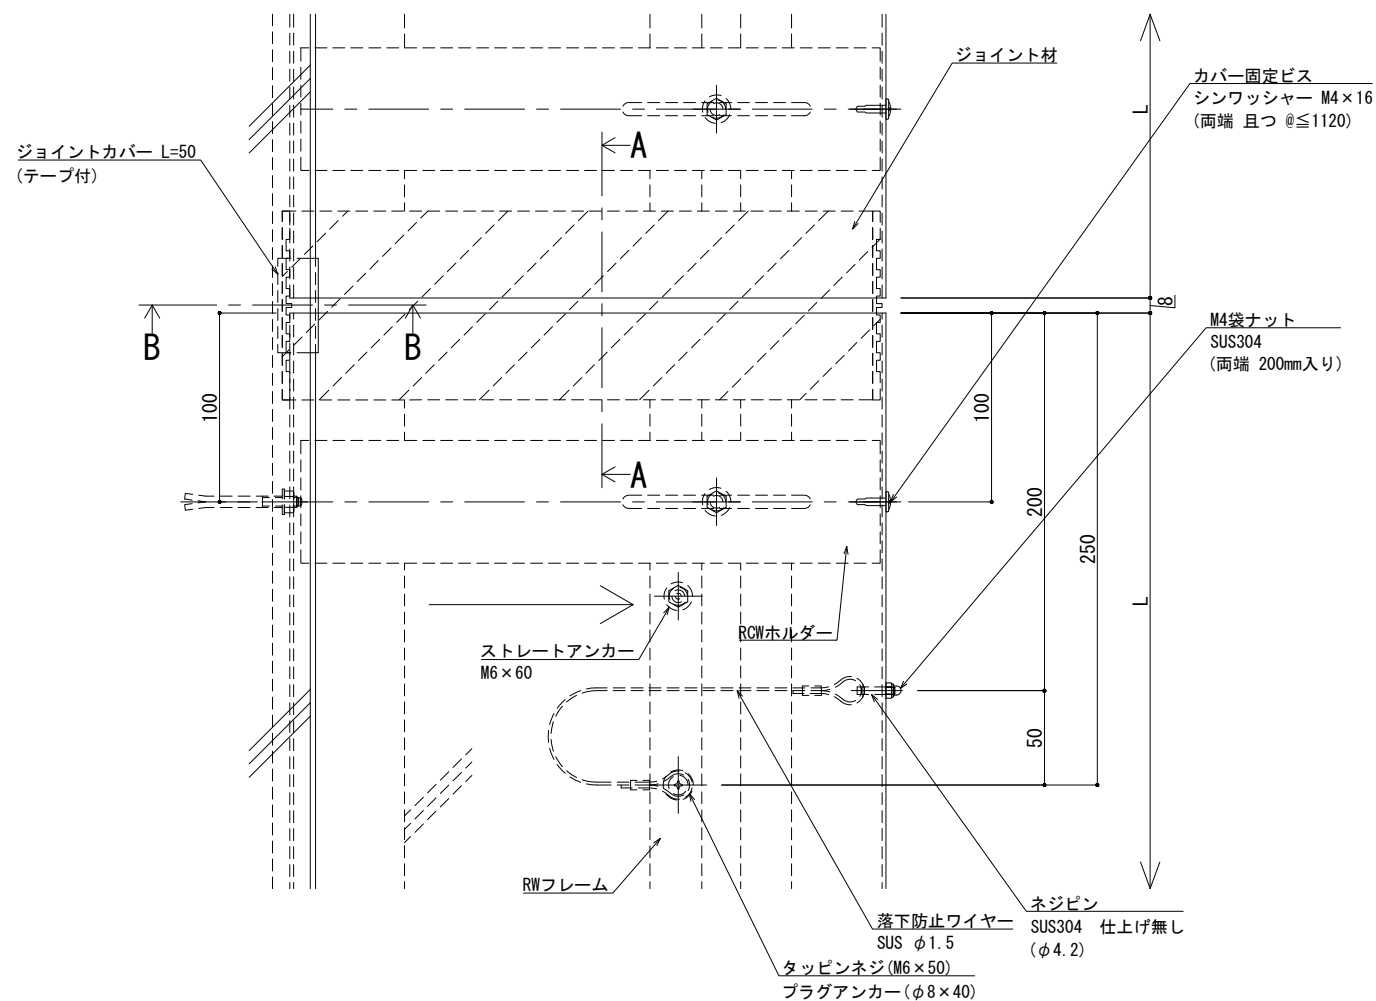 ジョイント材
カバー固定ビス
シンワッシャー M4×16
(両端 且つ @≦1120)
L
ジョイントカバー L=50
(テープ付)
A
8
B
B
M4袋ナット
SUS304
(両端 200mm入り)
100
100
A
200
250
RCWホルダー
L
ストレートアンカー
M6×60
50
RWフレーム
ネジピン
SUS304 仕上げ無し
(φ4.2)
落下防止ワイヤー
SUS φ1.5
タッピンネジ(M6×50)
プラグアンカー(φ8×40)